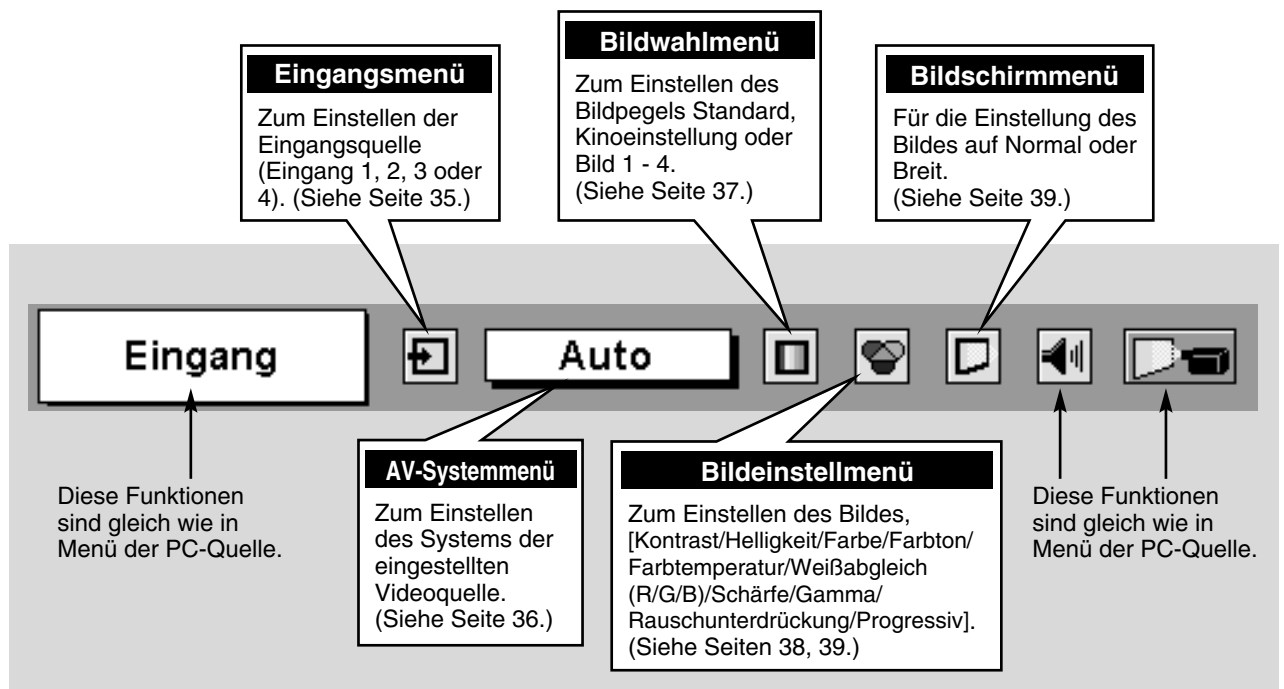 Eingangsmenü
Zum Einstellen der
Eingangsquelle
(Eingang 1, 2, 3 oder
4). (Siehe Seite 35.)
Bildwahlmenü
Zum Einstellen des
Bildpegels Standard,
Kinoeinstellung oder
Bild 1 - 4.
(Siehe Seite 37.)
Bildschirmmenü
Für die Einstellung des
Bildes auf Normal oder
Breit.
(Siehe Seite 39.)
Eingang
Auto
Diese Funktionen
sind gleich wie in
Menü der PC-Quelle.
AV-Systemmenü
Zum Einstellen
des Systems der
eingestellten
Videoquelle.
(Siehe Seite 36.)
Bildeinstellmenü
Zum Einstellen des Bildes,
[Kontrast/Helligkeit/Farbe/Farbton/
Farbtemperatur/Weißabgleich
(R/G/B)/Schärfe/Gamma/
Rauschunterdrückung/Progressiv].
(Siehe Seiten 38, 39.)
Diese Funktionen
sind gleich wie in
Menü der PC-Quelle.